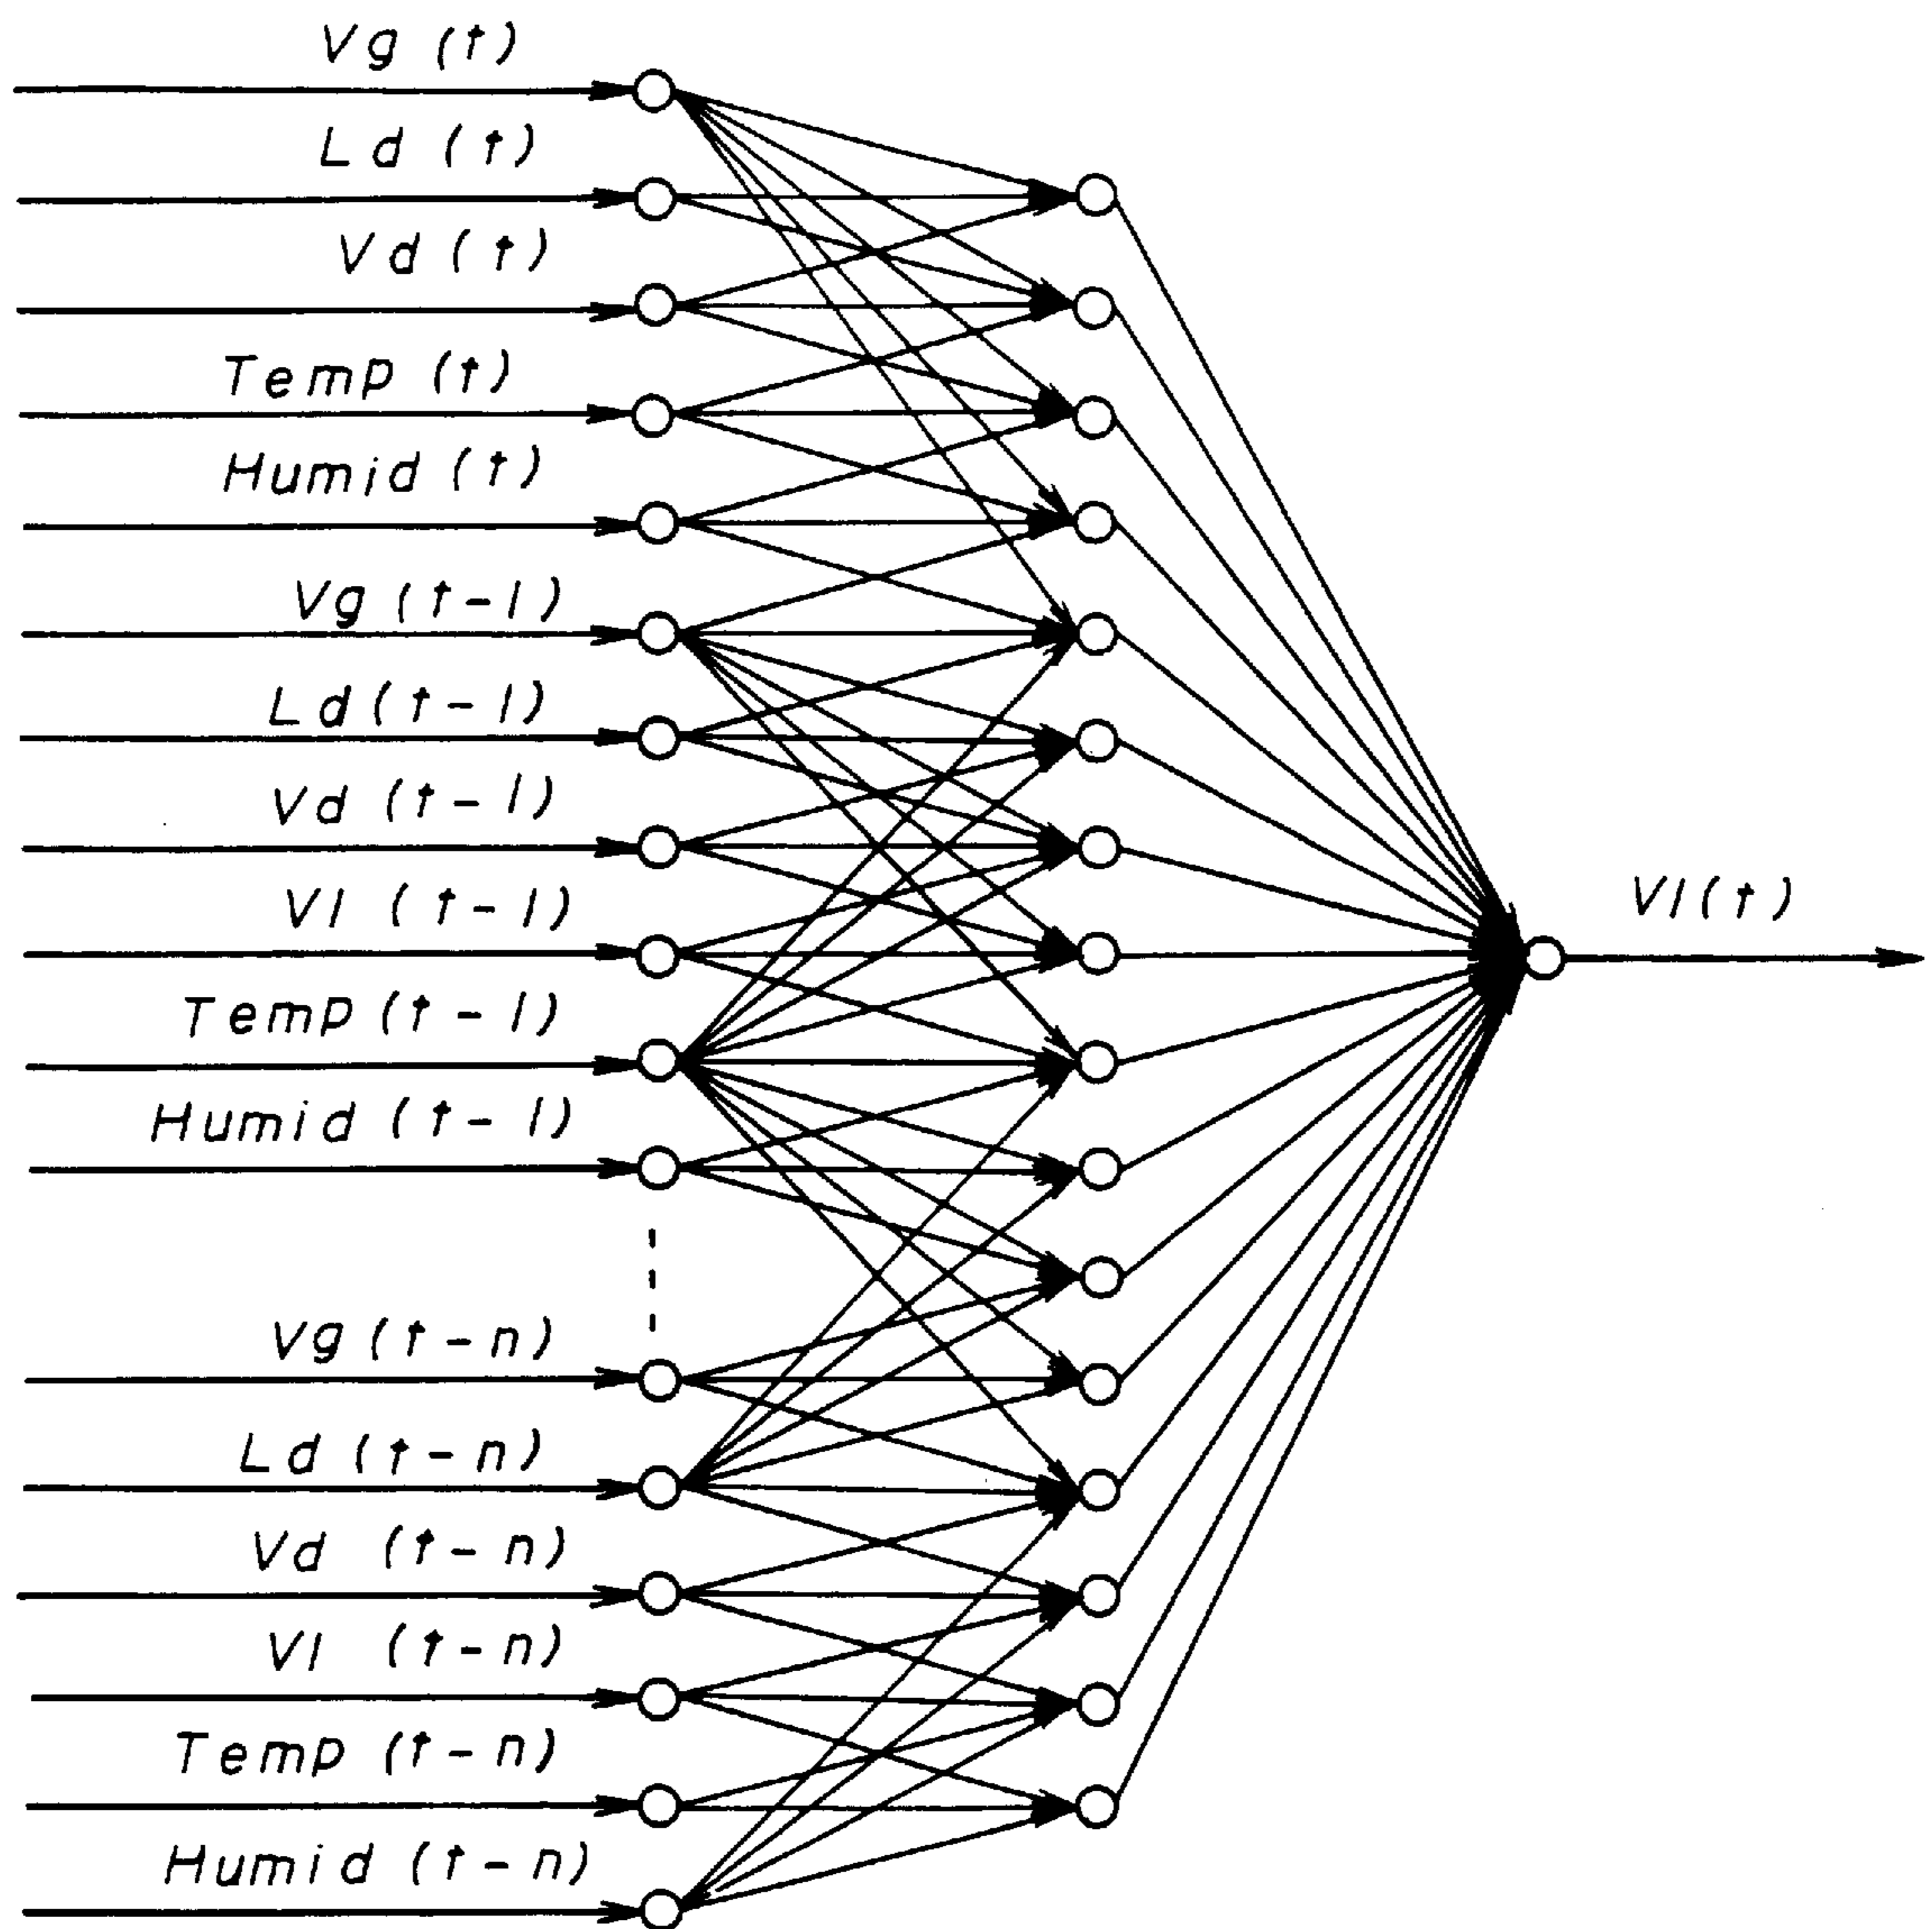 Vg (t)
Ld (t)
Vd (t)
Temp (t)
Humid (t)
Vg (t-1)
Ld (t-1)
Vd (t-1)
Vl (t-1)
Vl (t)
Temp (t-1)
Humid (t-1)
Vg (t-n)
Ld (t-n)
Vd (t-n)
Vl (t-n)
Temp (t-n)
Humid (t-n)